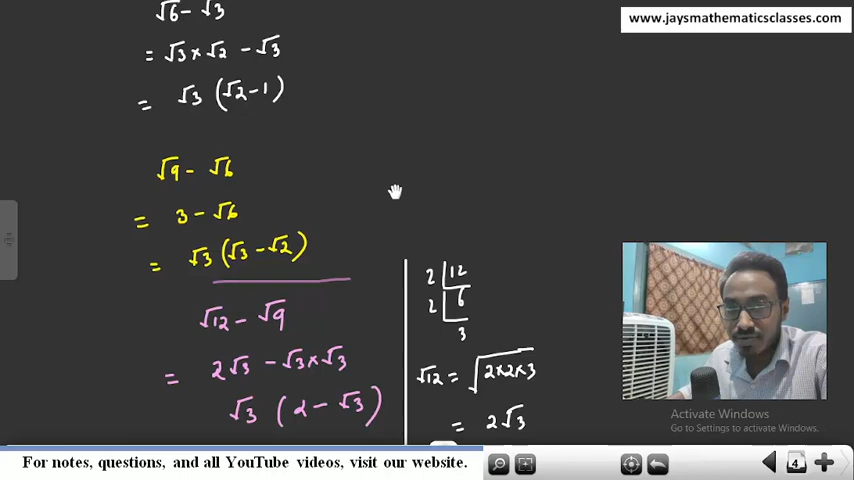 √6 - √3
www.jaysmathematicsclasses.com
= √3 × √2 - √3
= √3 (√2 - 1)
√9 - √6
= 3 - √6
= √3 (√3 - √2)
√12 - √9
= 2√3 - √3 × √3
√3 (2 - √3)
2 | 12
2 | 6
3
√12 = √2×2×3
= 2√3
Activate Windows
Go to Settings to activate Windows.
For notes, questions, and all YouTube videos, visit our website.
4